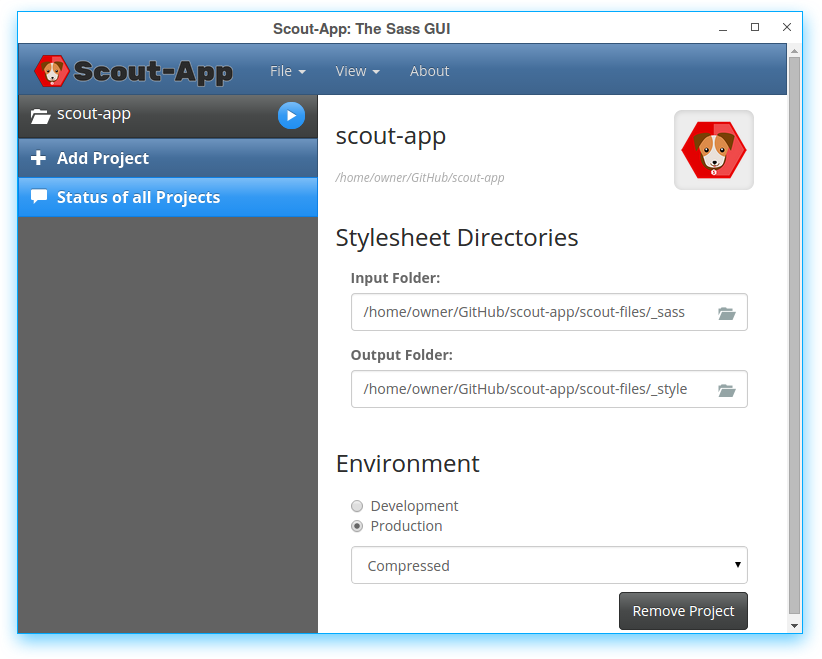 Scout-App: The Sass GUI
Scout-App File View About
scout-app
Add Project
Status of all Projects
scout-app
/home/owner/GitHub/scout-app
Stylesheet Directories
Input Folder:
/home/owner/GitHub/scout-app/scout-files/_sass
Output Folder:
/home/owner/GitHub/scout-app/scout-files/_style
Environment
Development
Production
Compressed
Remove Project